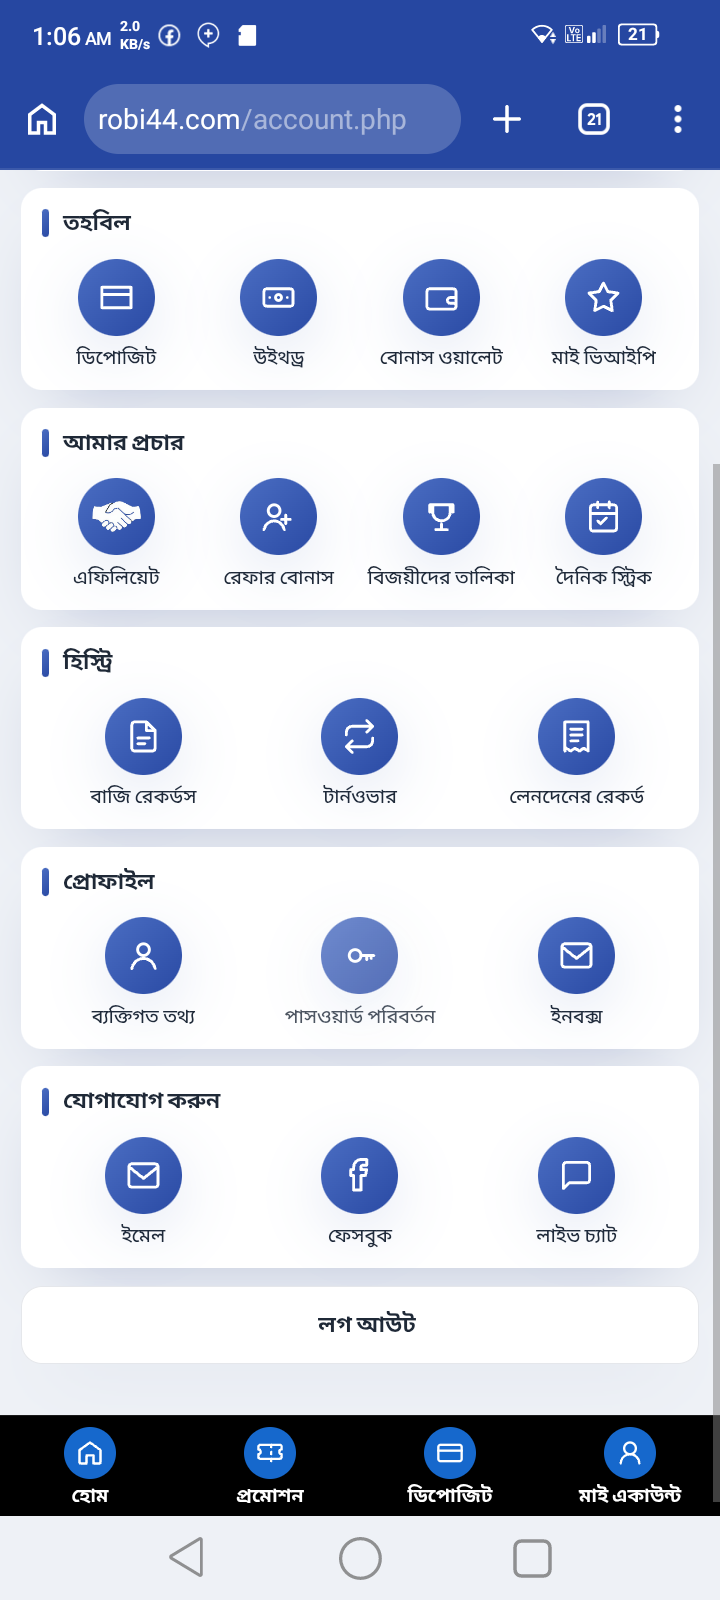 1:06 AM 2.0 KB/s Vo LTE 21
robi44.com/account.php 21
তহবিল
ডিপোজিট উইথড্র বোনাস ওয়ালেট মাই ভিআইপি
আমার প্রচার
এফিলিয়েট রেফার বোনাস বিজয়ীদের তালিকা দৈনিক স্ট্রিক
হিস্ট্রি
বাজি রেকর্ডস টার্নওভার লেনদেনের রেকর্ড
প্রোফাইল
ব্যক্তিগত তথ্য পাসওয়ার্ড পরিবর্তন ইনবক্স
যোগাযোগ করুন
ইমেল ফেসবুক লাইভ চ্যাট
লগ আউট
হোম প্রমোশন ডিপোজিট মাই একাউন্ট